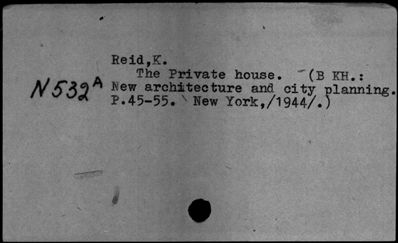 Reid,K.
The Private house. (B KH.:
N532A New architecture and city planning.
P.45-55. New York,/1944/.)